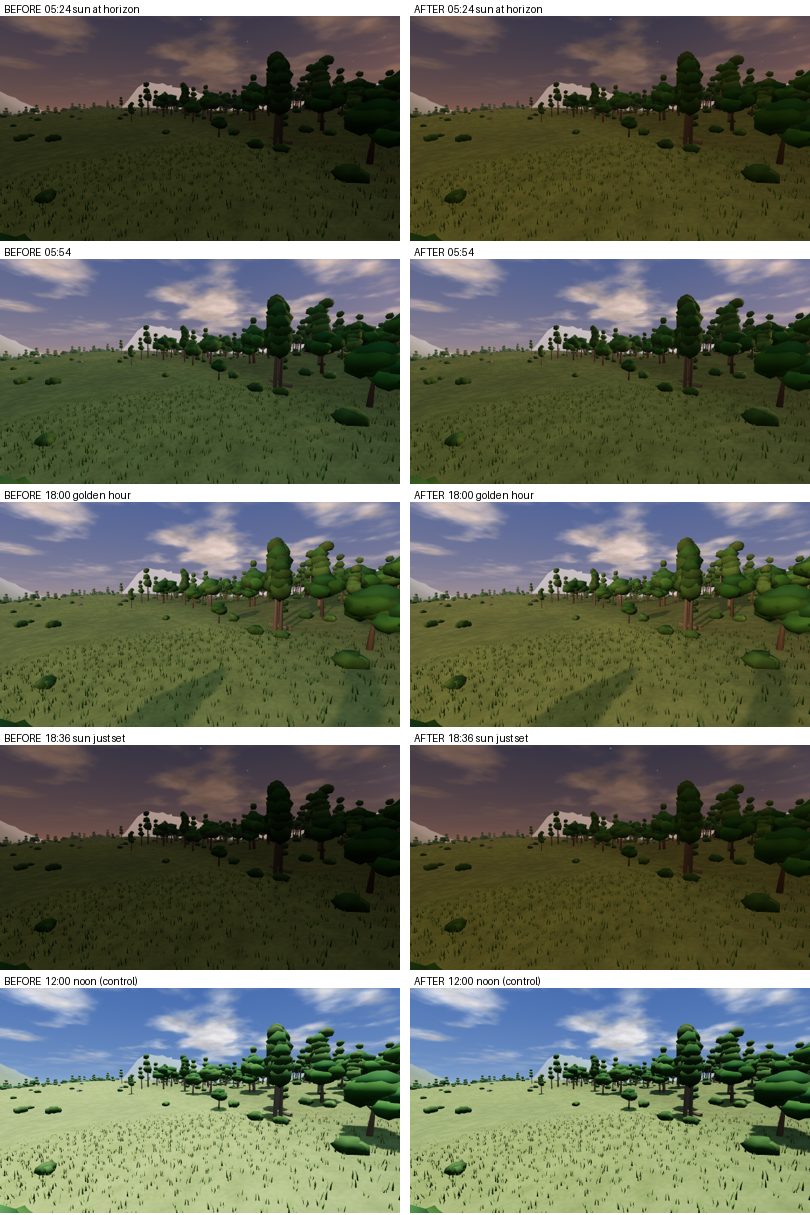 BEFORE 05:24 sun at horizon
AFTER 05:24 sun at horizon
BEFORE 05:54
AFTER 05:54
BEFORE 18:00 golden hour
AFTER 18:00 golden hour
BEFORE 18:36 sun just set
AFTER 18:36 sun just set
BEFORE 12:00 noon (control)
AFTER 12:00 noon (control)